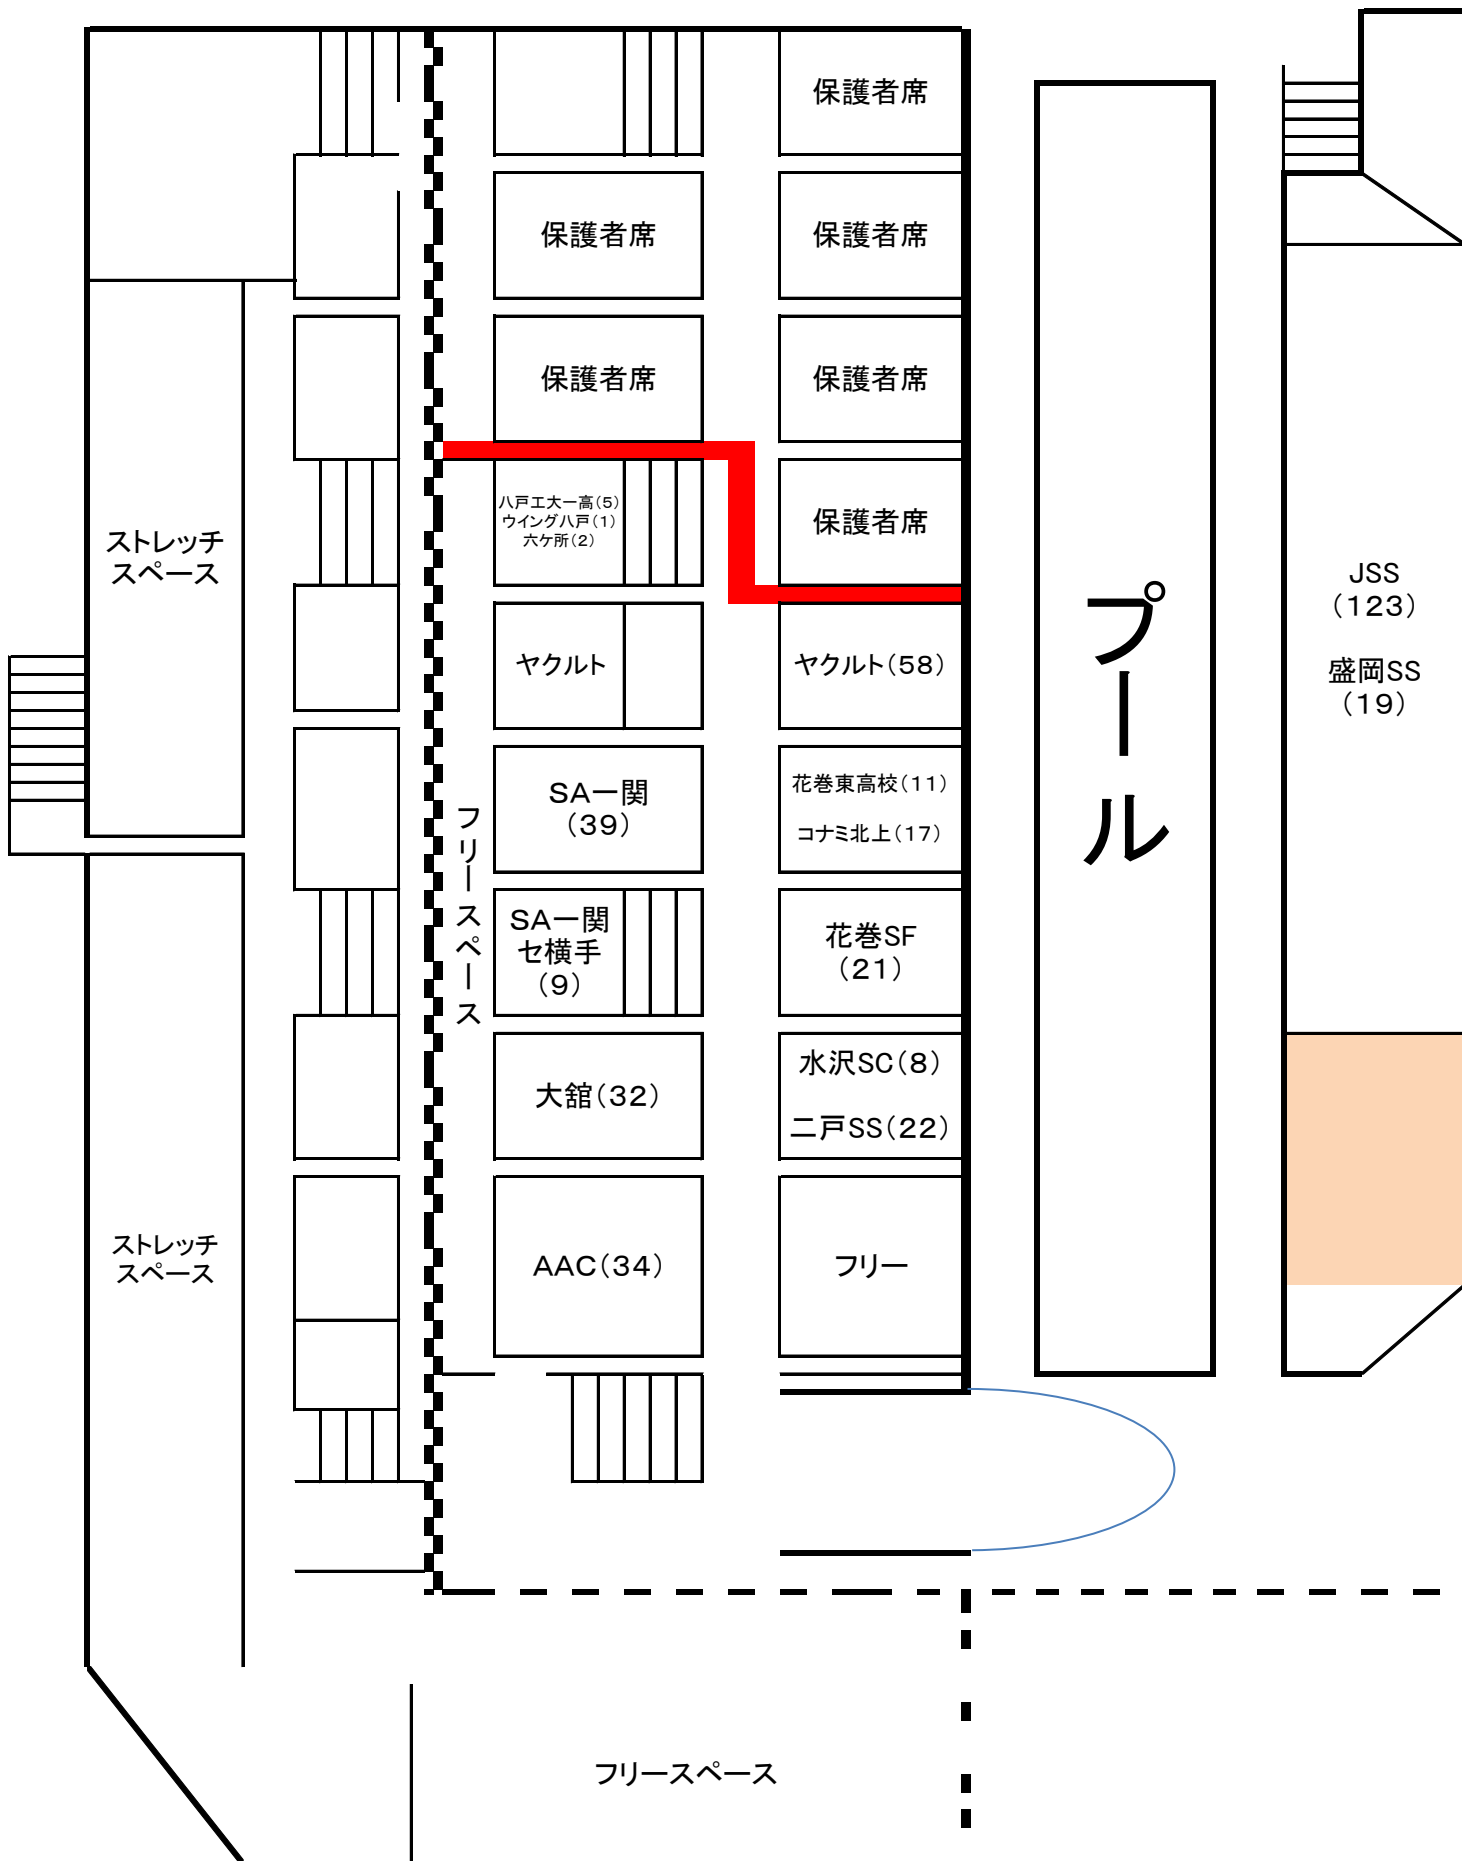 保護者席
保護者席
保護者席
保護者席
保護者席
八戸工大一高（５）
ウイング八戸（１）
六ケ所（２）
保護者席
ストレッチ
スペース
ヤクルト
ヤクルト（５８）
プール
JSS
（１２３）
盛岡SS
（１９）
SA一関
（３９）
花巻東高校（１１）
コナミ北上（１７）
フリースペース
SA一関
セ横手
（９）
花巻SF
（２１）
大舘（３２）
水沢SC（８）
二戸SS（２２）
ストレッチ
スペース
AAC（３４）
フリー
フリースペース